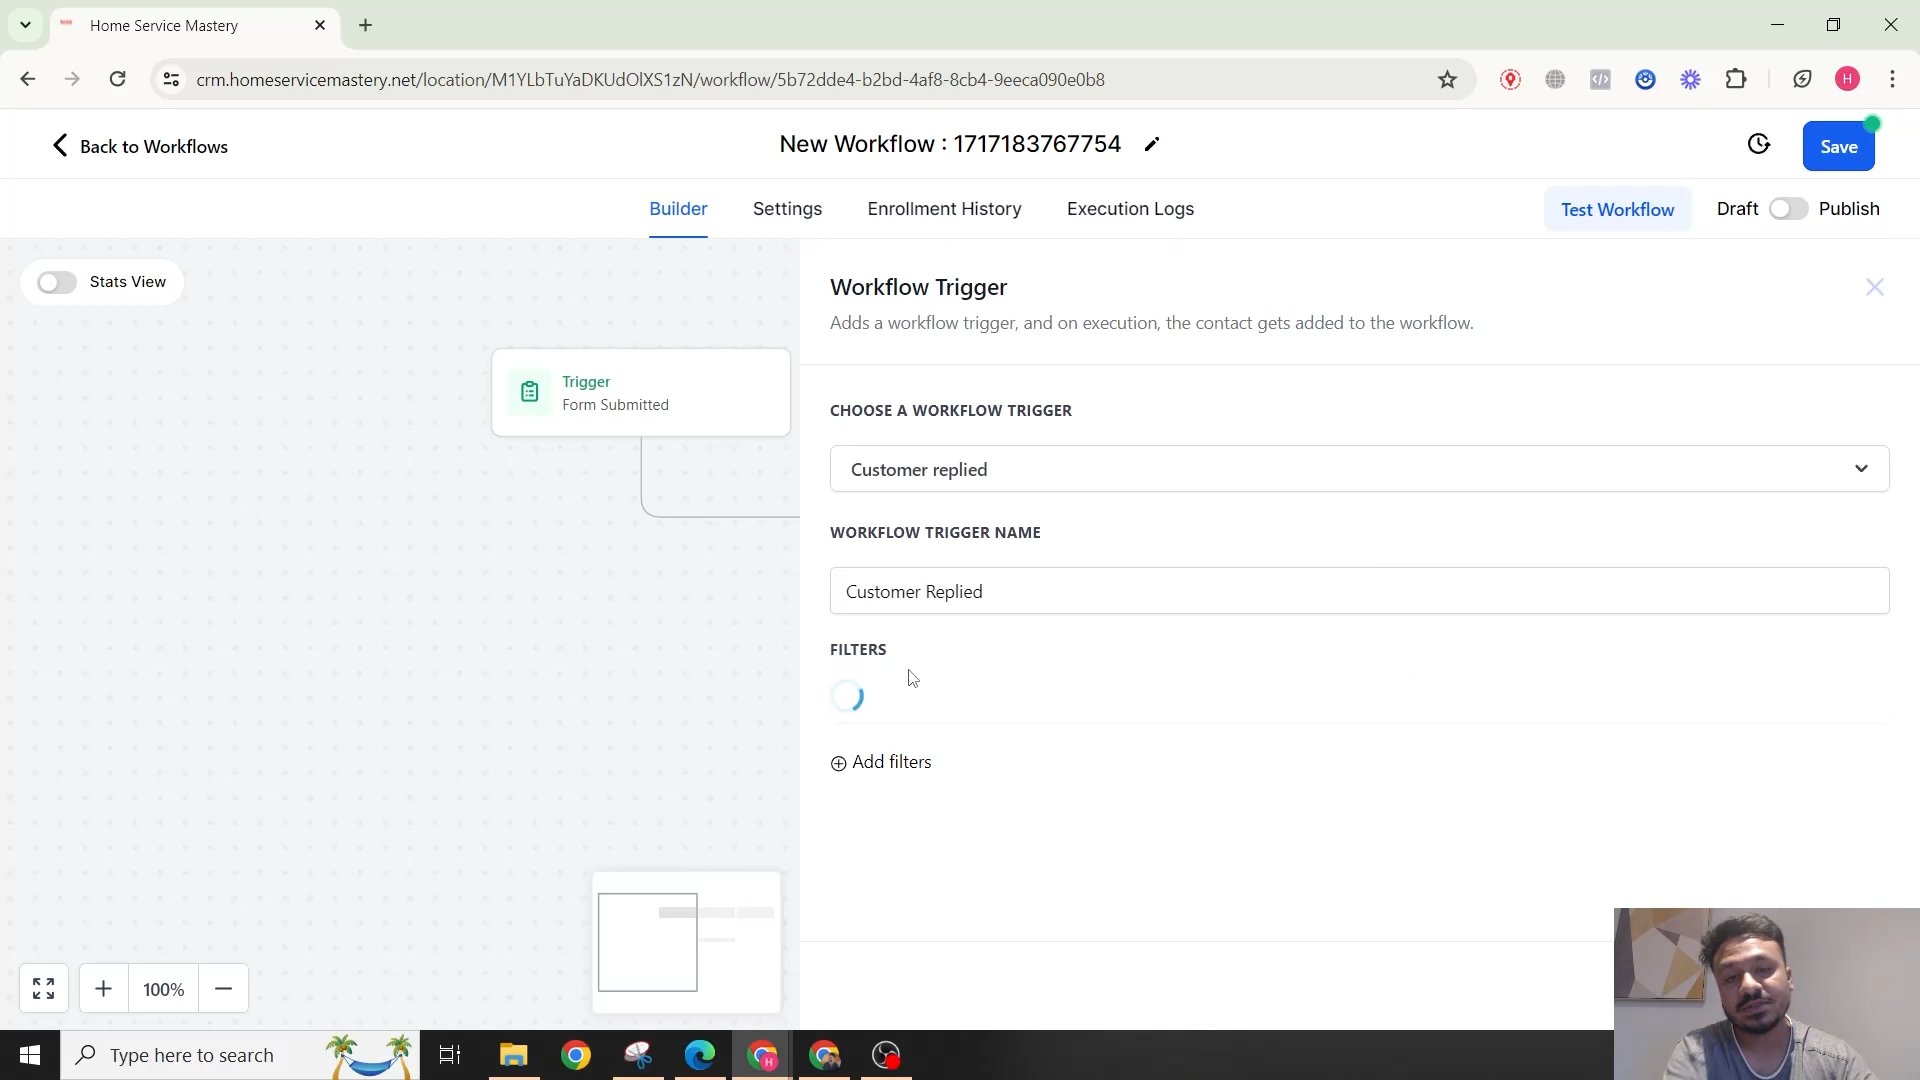 Home Service Mastery
crm.homeservicemastery.net/location/M1YLbTuYaDKUdOlXS1zN/workflow/5b72dde4-b2bd-4af8-8cb4-9eeca090e0b8
H
Back to Workflows
New Workflow : 1717183767754
Save
Builder
Settings
Enrollment History
Execution Logs
Test Workflow
Draft
Publish
Stats View
Workflow Trigger
Adds a workflow trigger, and on execution, the contact gets added to the workflow.
Trigger
Form Submitted
CHOOSE A WORKFLOW TRIGGER
Customer replied
WORKFLOW TRIGGER NAME
Customer Replied
FILTERS
Add filters
100%
Type here to search